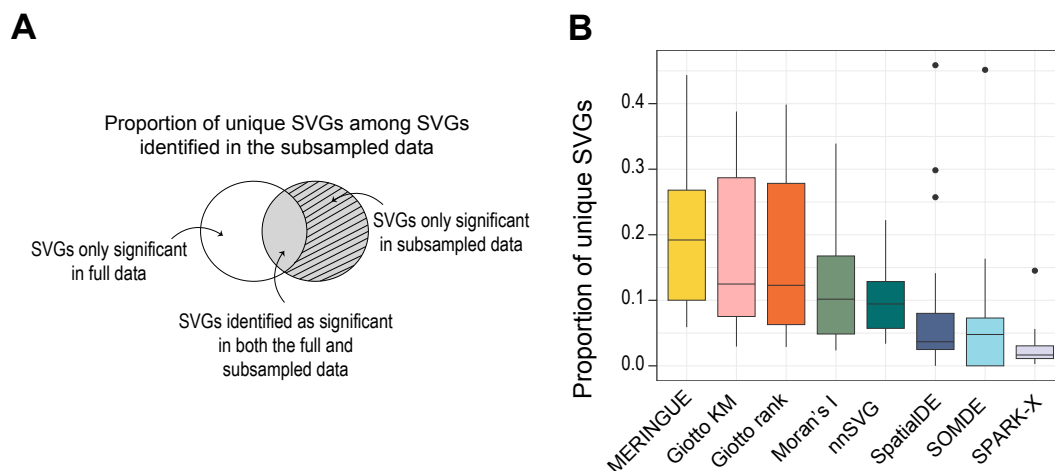 A
Proportion of unique SVGs among SVGs
identified in the subsampled data
SVGs only significant
in full data
SVGs only significant
in subsampled data
SVGs identified as significant
in both the full and
subsampled data
B
Proportion of unique SVGs
0.4
0.3
0.2
0.1
0.0
MERINGUE
Giotto KM
Giotto rank
Moran's I
nnSVG
SpatialDE
SOMDE
SPARK-X